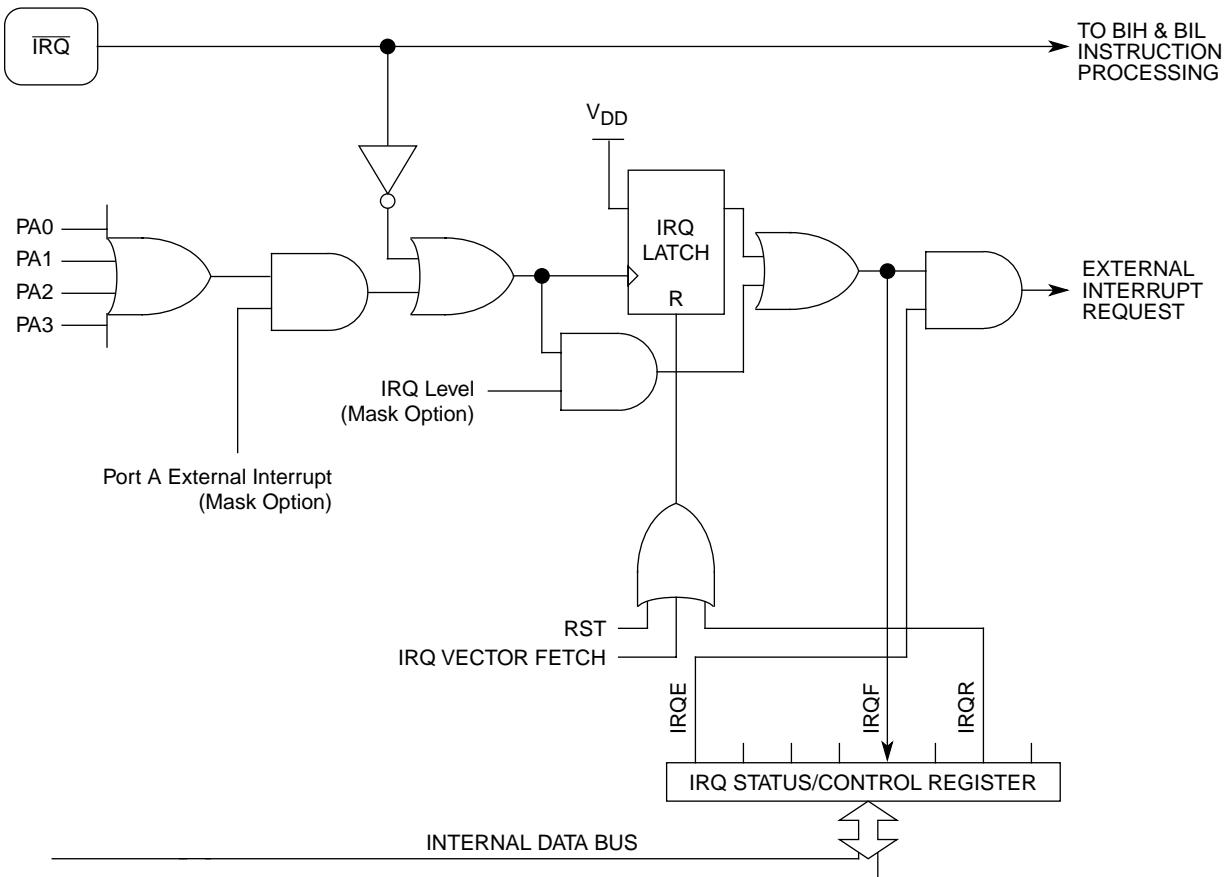 IRQ
TO BIH & BIL
INSTRUCTION
PROCESSING
VDD
PA0
PA1
PA2
PA3
IRQ
LATCH
R
EXTERNAL
INTERRUPT
REQUEST
IRQ Level
(Mask Option)
Port A External Interrupt
(Mask Option)
RST
IRQ VECTOR FETCH
IRQE
IRQF
IRQR
IRQ STATUS/CONTROL REGISTER
INTERNAL DATA BUS